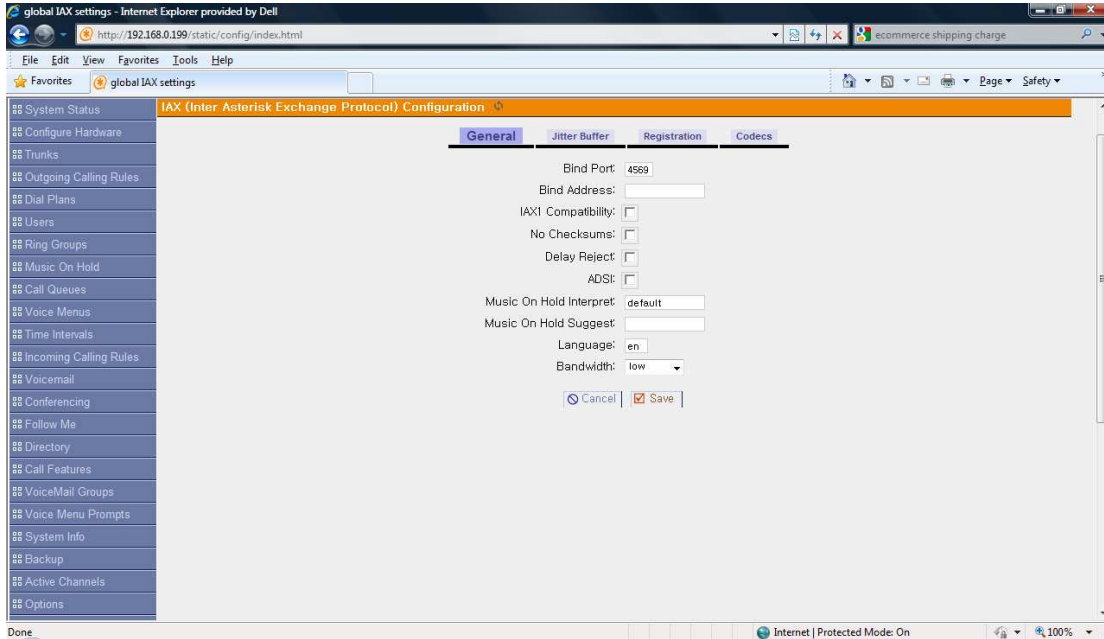 global IAX settings - Internet Explorer provided by Dell
http://192.168.0.199/static/config/index.html
ecommerce shipping charge
File Edit View Favorites Tools Help
Favorites global IAX settings Page Safety
IAX (Inter Asterisk Exchange Protocol) Configuration
General Jitter Buffer Registration Codecs
System Status
Configure Hardware
Trunks
Outgoing Calling Rules
Dial Plans
Users
Ring Groups
Music On Hold
Call Queues
Voice Menus
Time Intervals
Incoming Calling Rules
Voicemail
Conferencing
Follow Me
Directory
Call Features
VoiceMail Groups
Voice Menu Prompts
System Info
Backup
Active Channels
Options
Bind Port: 4569
Bind Address:
IAX1 Compatibility:
No Checksums:
Delay Reject:
ADSI:
Music On Hold Interpret: default
Music On Hold Suggest:
Language: en
Bandwidth: low
Cancel Save
Done Internet | Protected Mode: On 100%